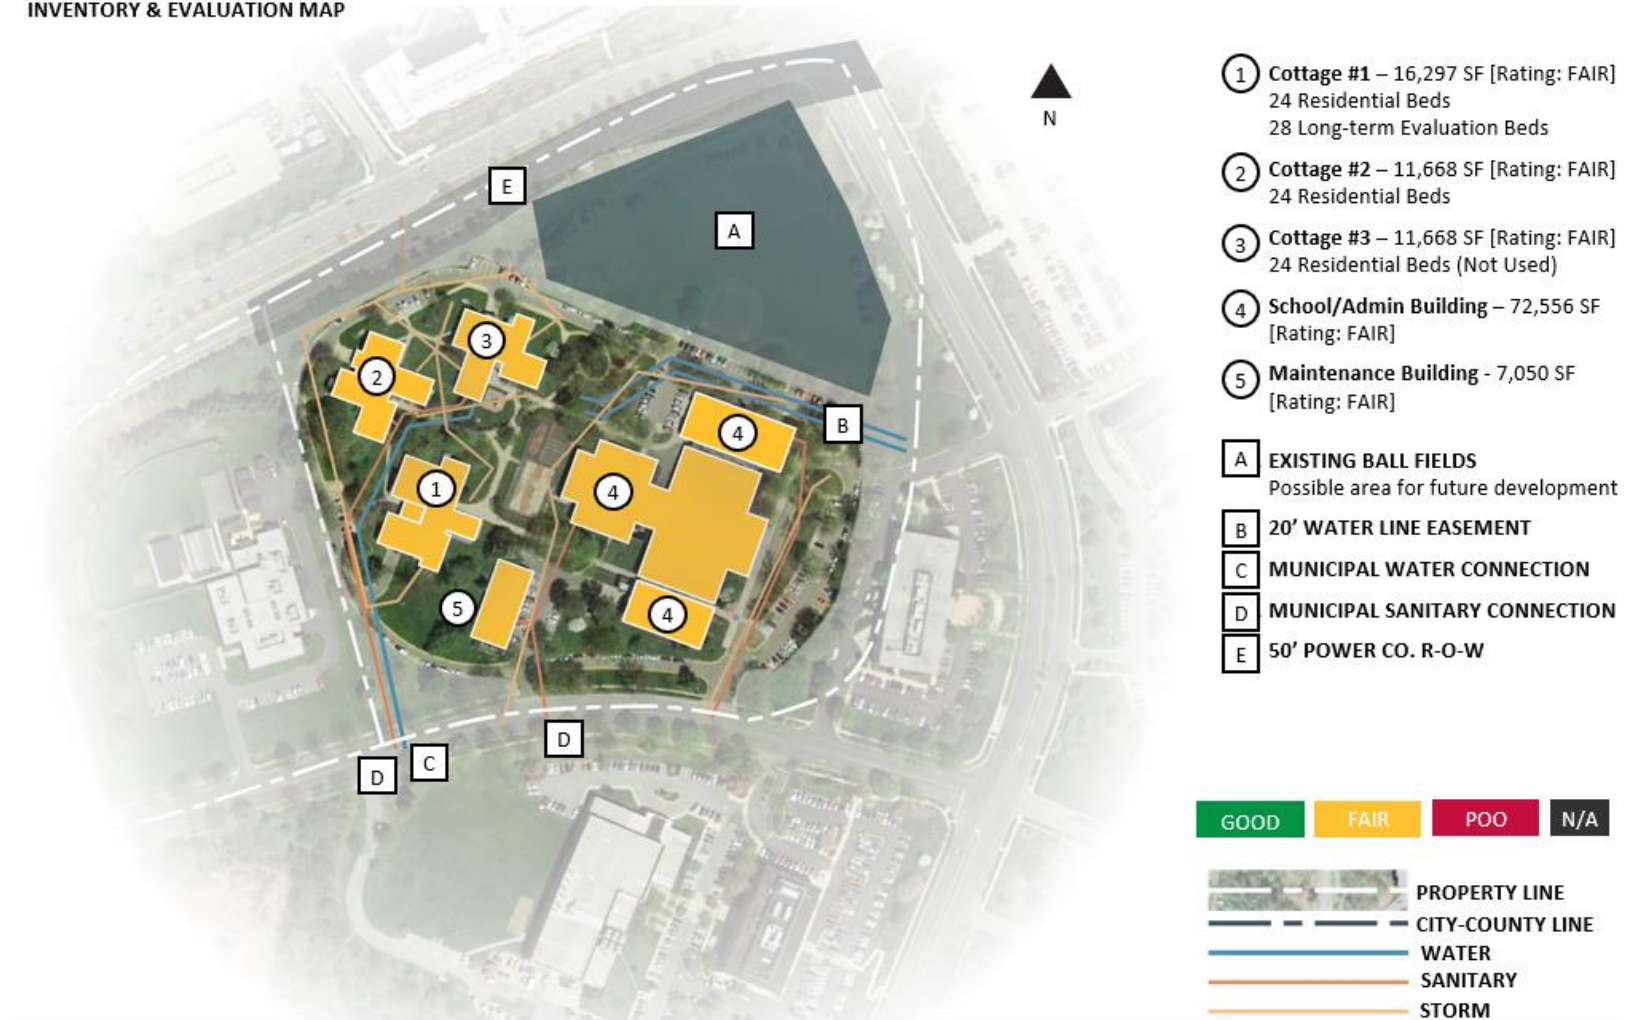 INVENTORY & EVALUATION MAP
N
E
A
3
2
B
4
1
4
5
4
D
C
D
1 Cottage #1 – 16,297 SF [Rating: FAIR]
24 Residential Beds
28 Long-term Evaluation Beds
2 Cottage #2 – 11,668 SF [Rating: FAIR]
24 Residential Beds
3 Cottage #3 – 11,668 SF [Rating: FAIR]
24 Residential Beds (Not Used)
4 School/Admin Building – 72,556 SF
[Rating: FAIR]
5 Maintenance Building - 7,050 SF
[Rating: FAIR]
A EXISTING BALL FIELDS
Possible area for future development
B 20’ WATER LINE EASEMENT
C MUNICIPAL WATER CONNECTION
D MUNICIPAL SANITARY CONNECTION
E 50’ POWER CO. R-O-W
GOOD FAIR POO N/A
PROPERTY LINE
CITY-COUNTY LINE
WATER
SANITARY
STORM